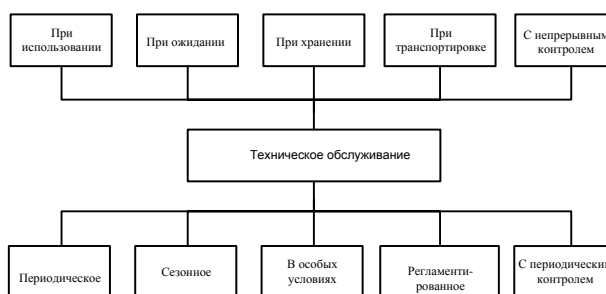 При
использовании
При ожидании
При хранении
При
транспортировке
С непрерывным
контролем
Техническое обслуживание
Периодическое
Сезонное
В особых
условиях
Регламенти-
рованное
С периодическим
контролем